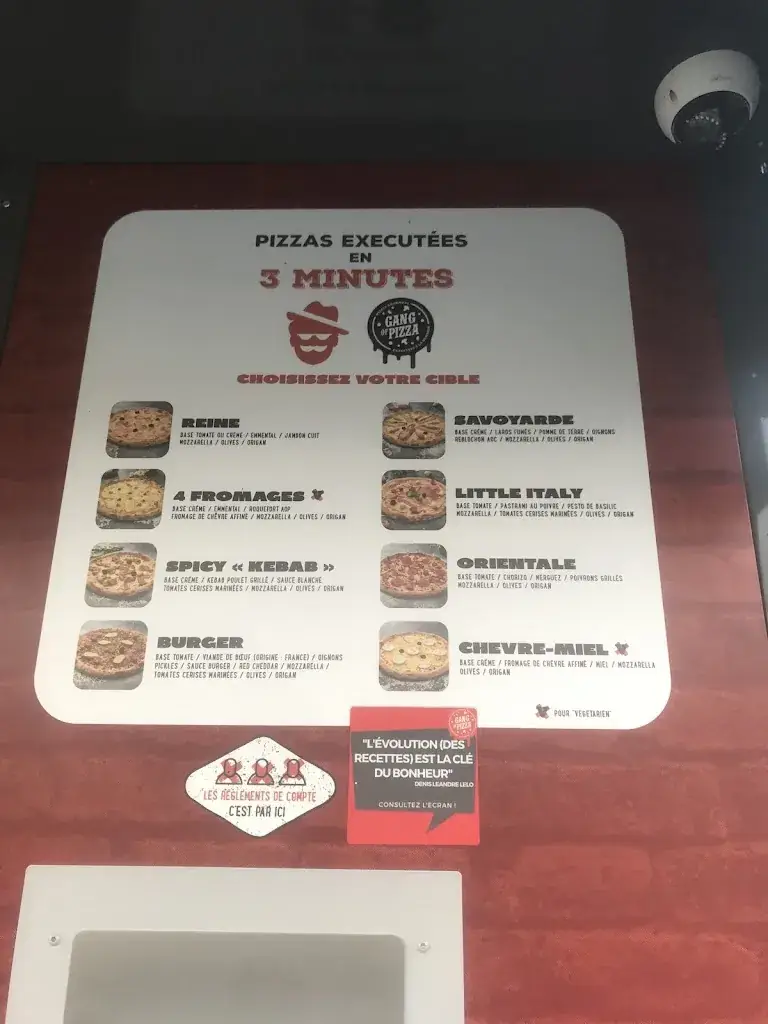 PIZZAS EXECUTÉES
EN
3 MINUTES
GANG
OF PIZZA
CHOISISSEZ VOTRE CIBLE
REINE
BASE TOMATE OU CRÈME / EMMENTAL / JAMBON CUIT
MOZZARELLA / OLIVES / ORIGAN
4 FROMAGES
BASE CRÈME / EMMENTAL / ROQUEFORT AOP
FROMAGE DE CHÈVRE AFFINÉ / MOZZARELLA / OLIVES / ORIGAN
SPICY « KEBAB »
BASE CRÈME / KEBAB POULET GRILLÉ / SAUCE BLANCHE
TOMATES CERISES MARINÉES / MOZZARELLA / OLIVES / ORIGAN
BURGER
BASE TOMATE / VIANDE DE BŒUF (ORIGINE : FRANCE) / OIGNONS
PICKLES / SAUCE BURGER / RED CHEDDAR / MOZZARELLA /
TOMATES CERISES MARINÉES / OLIVES / ORIGAN
SAVOYARDE
BASE CRÈME / LARDS FUMÉS / POMME DE TERRE / OIGNONS
REBLOCHON AOC / MOZZARELLA / OLIVES / ORIGAN
LITTLE ITALY
BASE TOMATE / PASTRAMI AU POIVRE / PESTO DE BASILIC
MOZZARELLA / TOMATES CERISES MARINÉES / OLIVES / ORIGAN
ORIENTALE
BASE TOMATE / CHORIZO / MERGUEZ / POIVRONS GRILLÉS
MOZZARELLA / OLIVES / ORIGAN
CHEVRE-MIEL
BASE CRÈME / FROMAGE DE CHÈVRE AFFINÉ / MIEL / MOZZARELLA
OLIVES / ORIGAN
POUR "VÉGÉTARIEN"
LES RÈGLEMENTS DE COMPTE
C'EST PAR ICI
GANG
OF PIZZA
"L'ÉVOLUTION (DES
RECETTES) EST LA CLÉ
DU BONHEUR"
DENIS LEANDRE LELO
CONSULTEZ L'ECRAN !